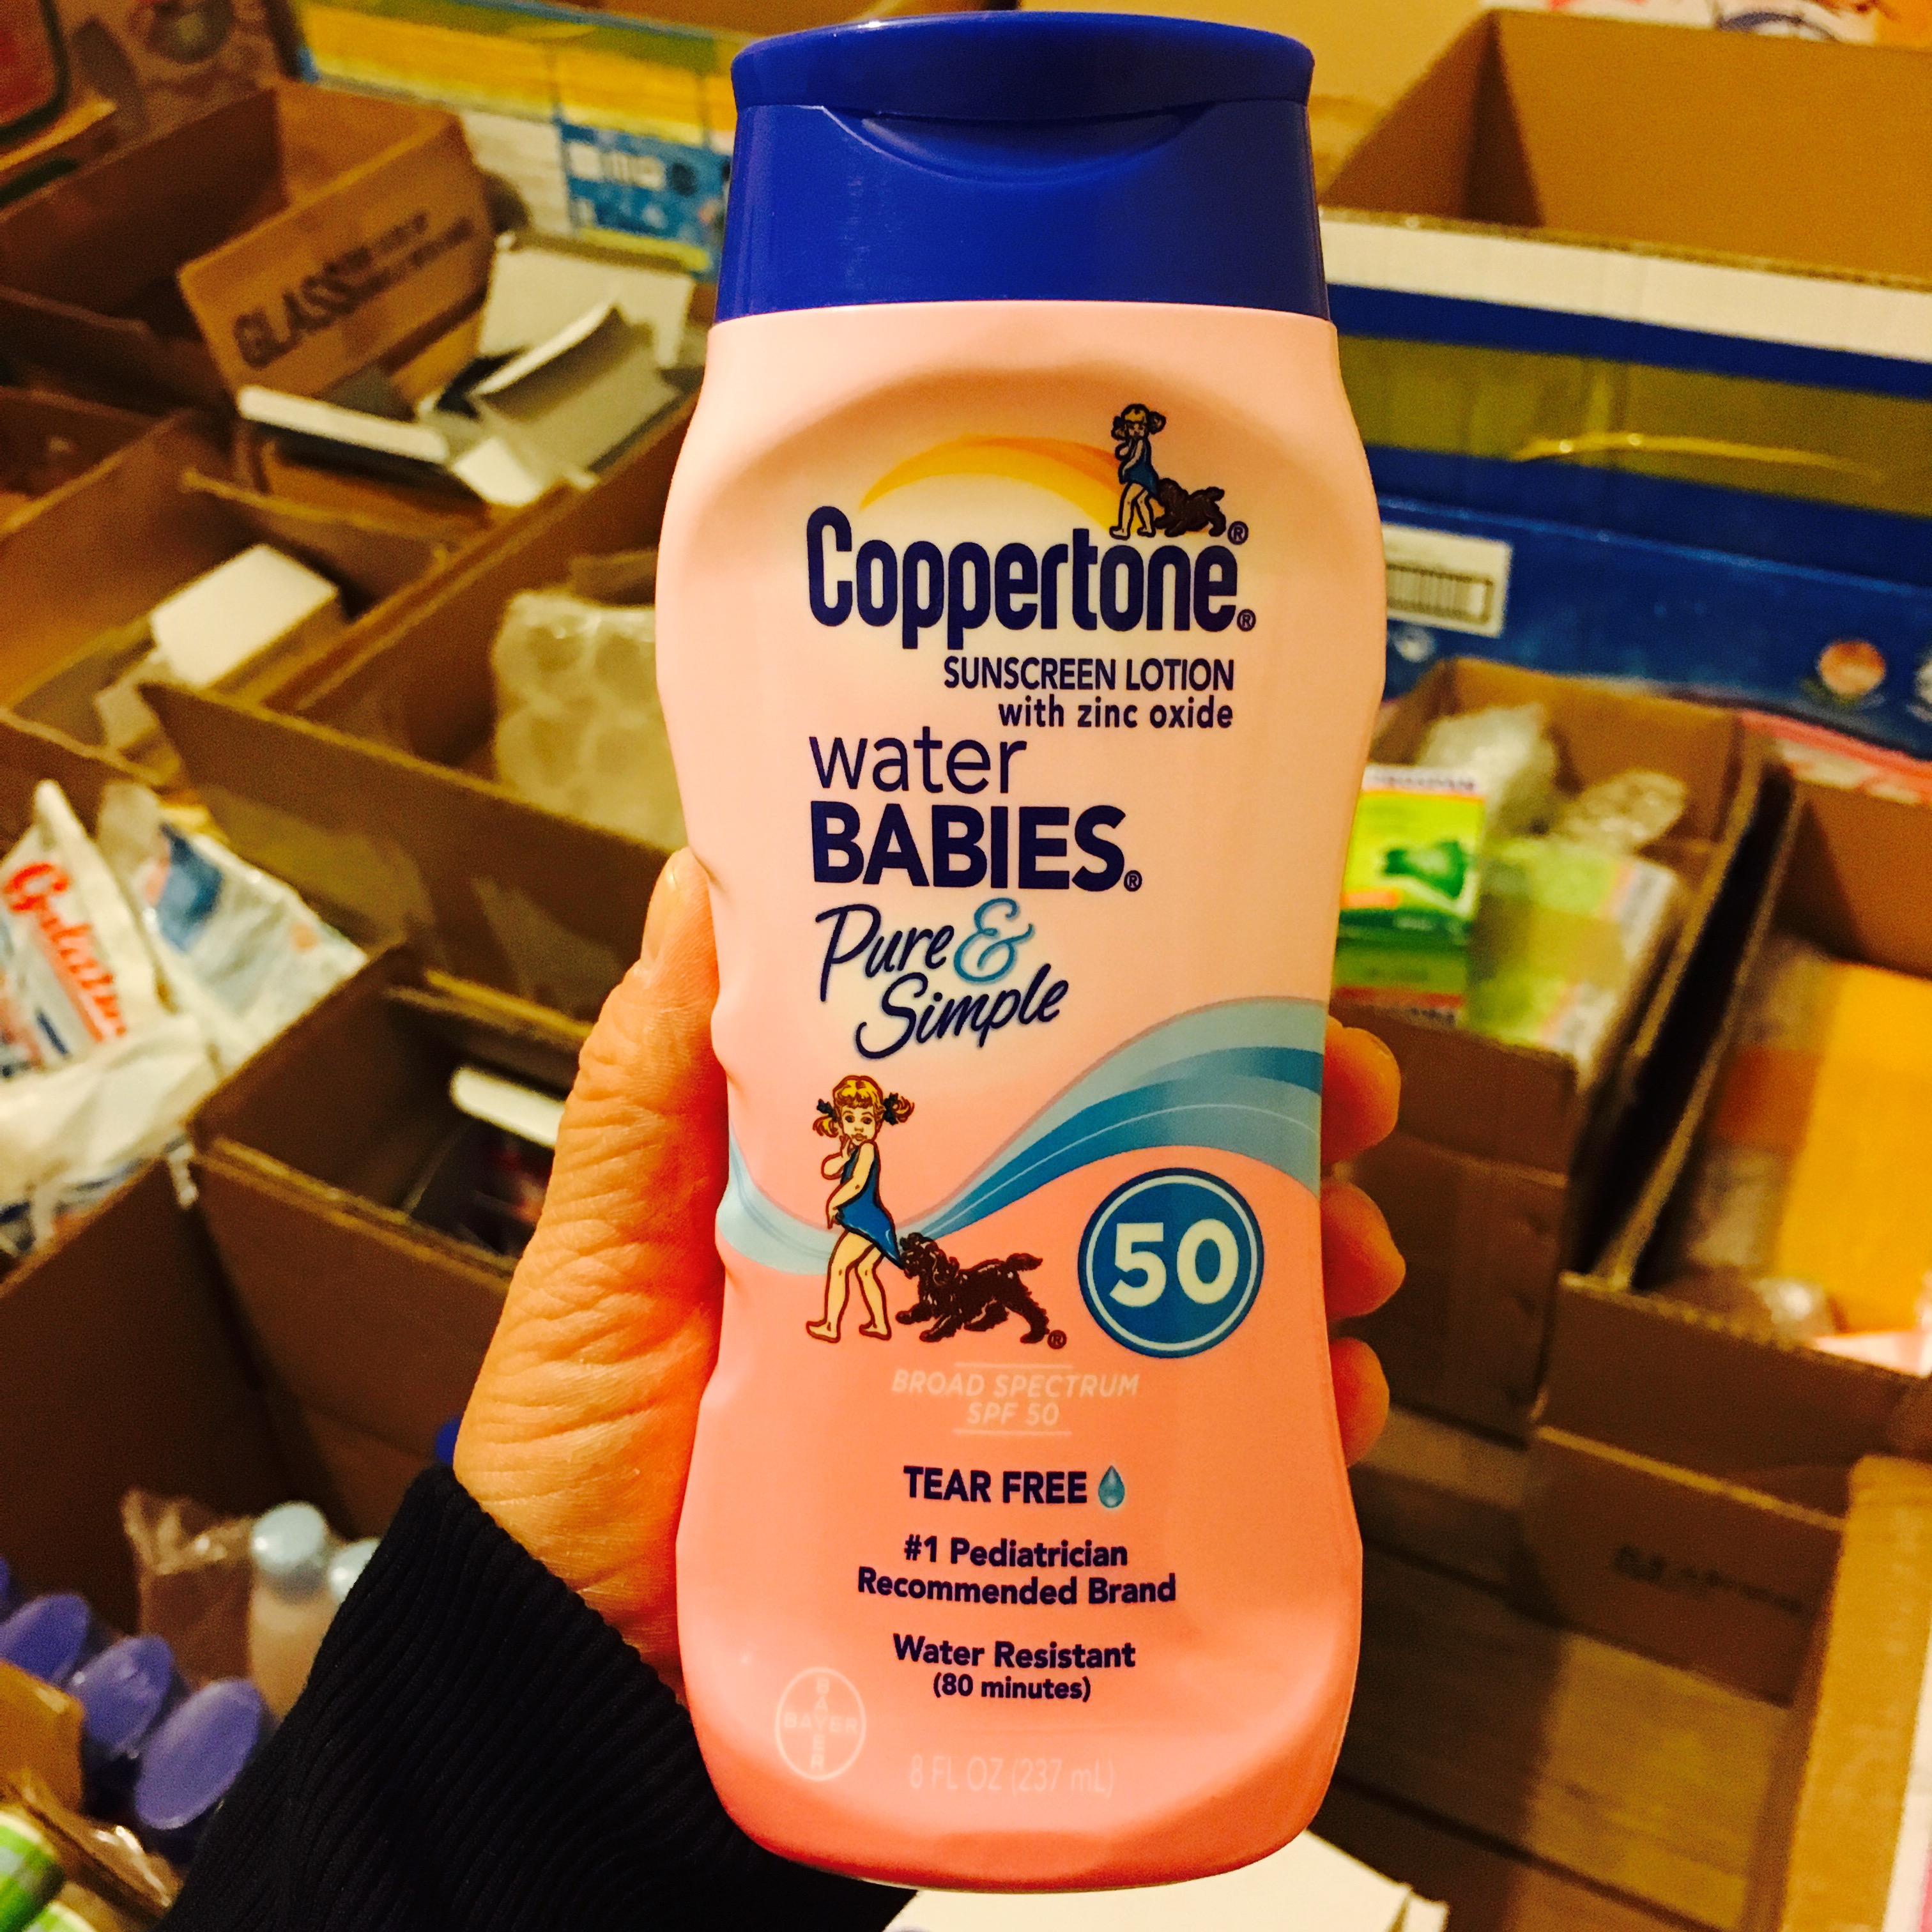 Coppertone®
SUNSCREEN LOTION
with zinc oxide
water
BABIES®
Pure &
Simple
50
BROAD SPECTRUM
SPF 50
TEAR FREE
#1 Pediatrician
Recommended Brand
Water Resistant
(80 minutes)
BAYER
8 FL OZ (237 mL)
GLASS